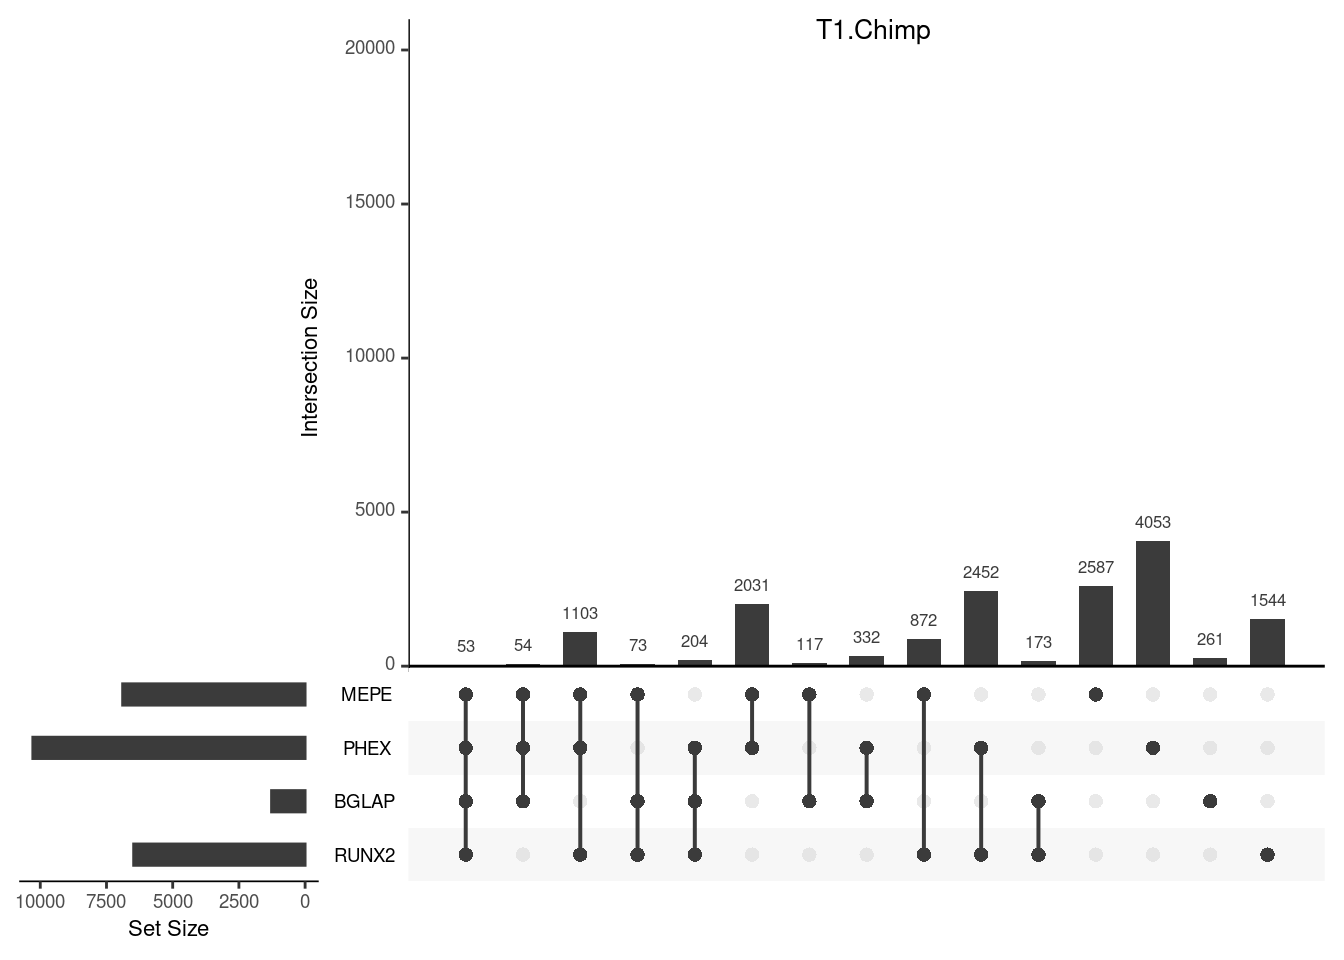 T1.Chimp
20000
15000
10000
5000
0
Intersection Size
53 54 1103 73 204 2031 117 332 872 2452 173 2587 4053 261 1544
MEPE
PHEX
BGLAP
RUNX2
10000 7500 5000 2500 0
Set Size